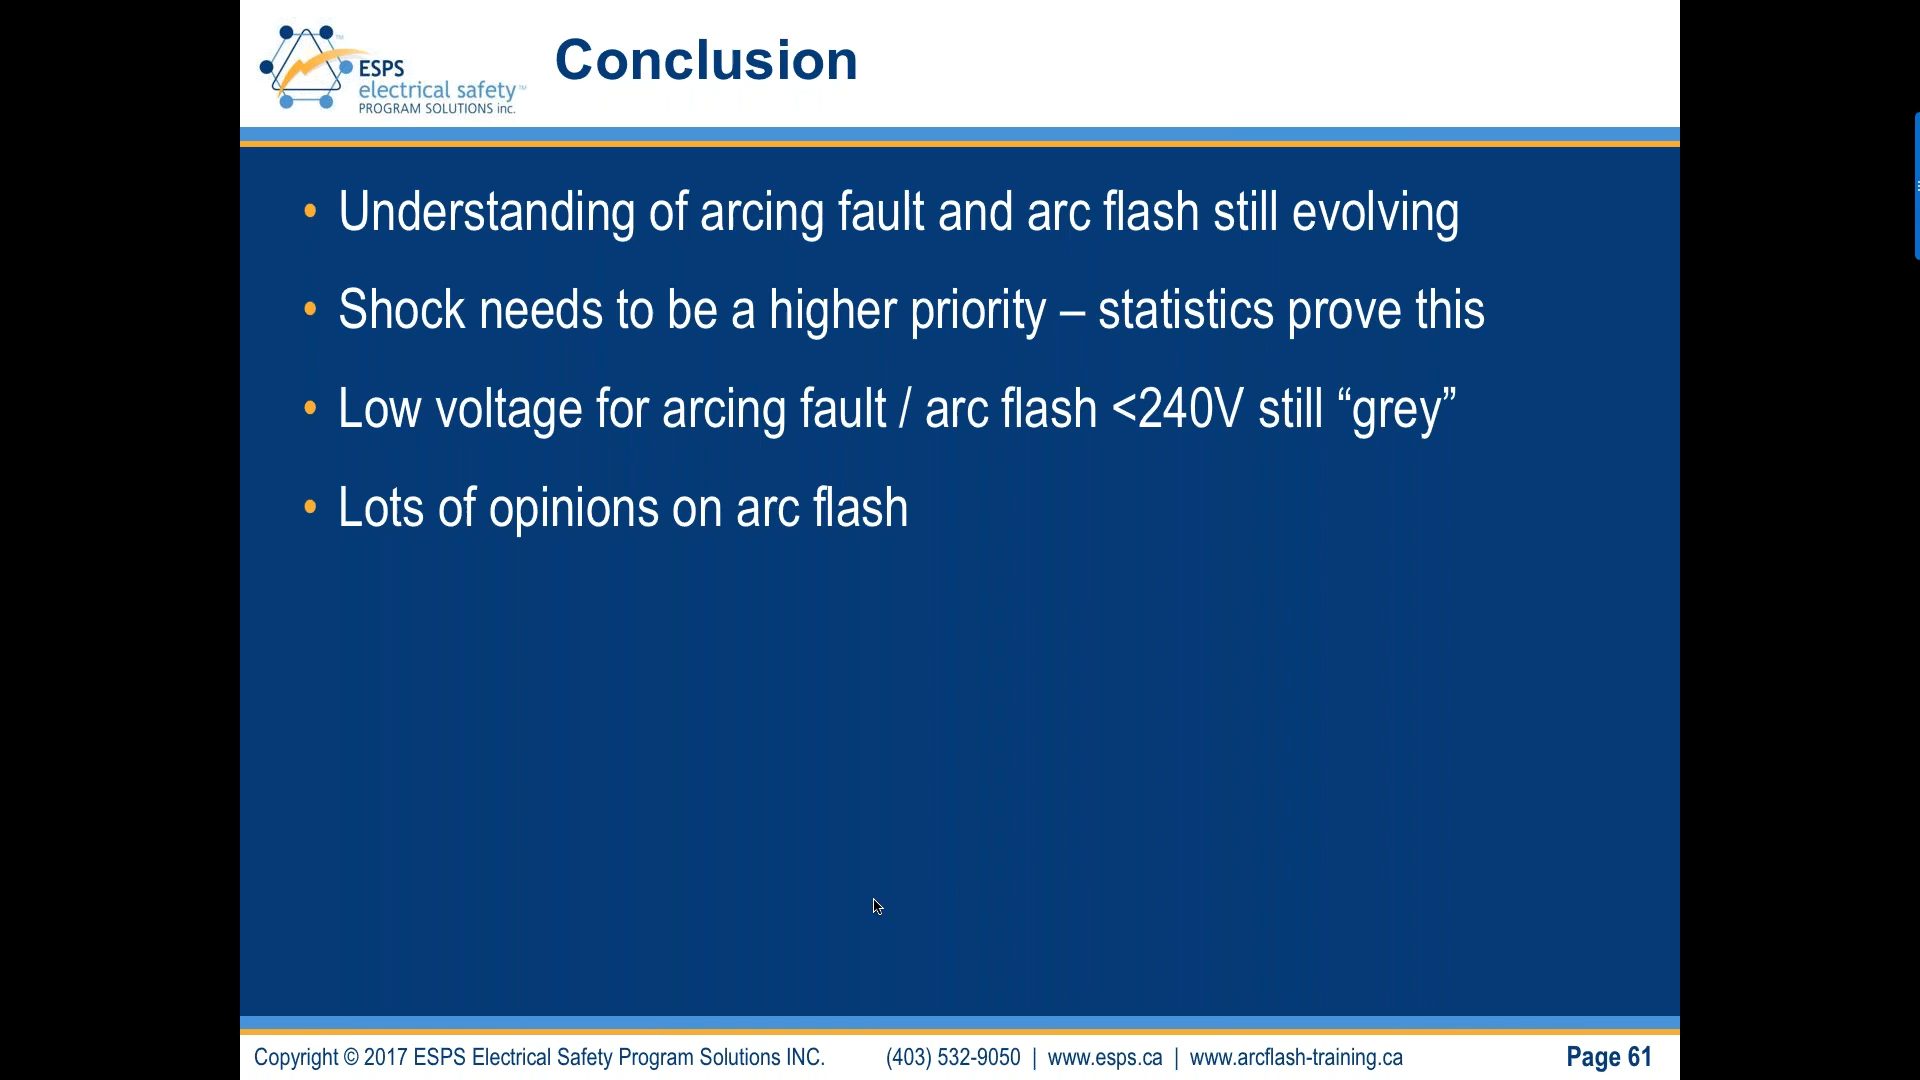 ESPS
electrical safety™
PROGRAM SOLUTIONS inc.
™
Conclusion
• Understanding of arcing fault and arc flash still evolving
• Shock needs to be a higher priority – statistics prove this
• Low voltage for arcing fault / arc flash <240V still “grey”
• Lots of opinions on arc flash
Copyright © 2017 ESPS Electrical Safety Program Solutions INC. (403) 532-9050 | www.esps.ca | www.arcflash-training.ca Page 61